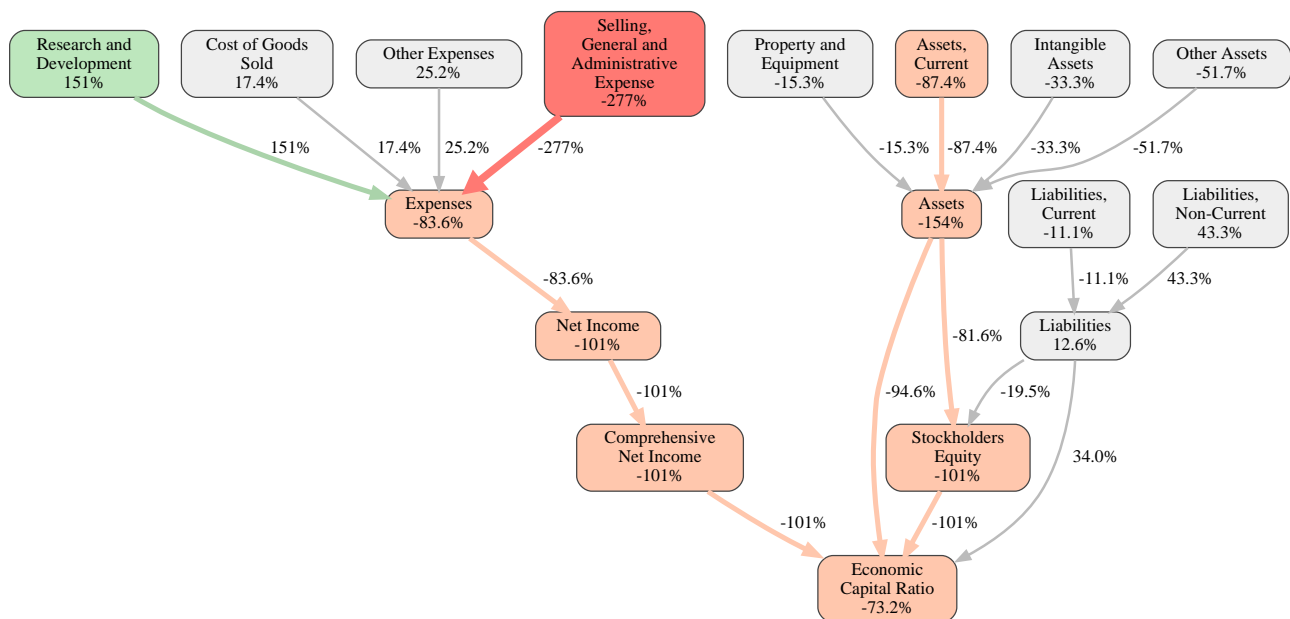 Research and
Development
151%
Cost of Goods
Sold
17.4%
Other Expenses
25.2%
Selling,
General and
Administrative
Expense
-277%
Property and
Equipment
-15.3%
Assets,
Current
-87.4%
Intangible
Assets
-33.3%
Other Assets
-51.7%
151%
17.4%
25.2%
-277%
-15.3%
-87.4%
-33.3%
-51.7%
Expenses
-83.6%
Assets
-154%
Liabilities,
Current
-11.1%
Liabilities,
Non-Current
43.3%
-83.6%
-11.1%
43.3%
Net Income
-101%
-81.6%
Liabilities
12.6%
-101%
-94.6%
-19.5%
Comprehensive
Net Income
-101%
Stockholders
Equity
-101%
34.0%
-101%
-101%
Economic
Capital Ratio
-73.2%